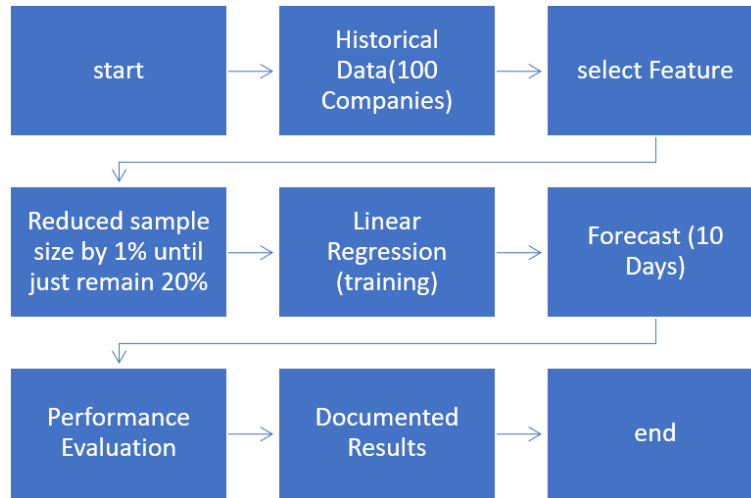 start
Historical
Data(100
Companies)
select Feature
Reduced sample
size by 1% until
just remain 20%
Linear
Regression
(training)
Forecast (10
Days)
Performance
Evaluation
Documented
Results
end